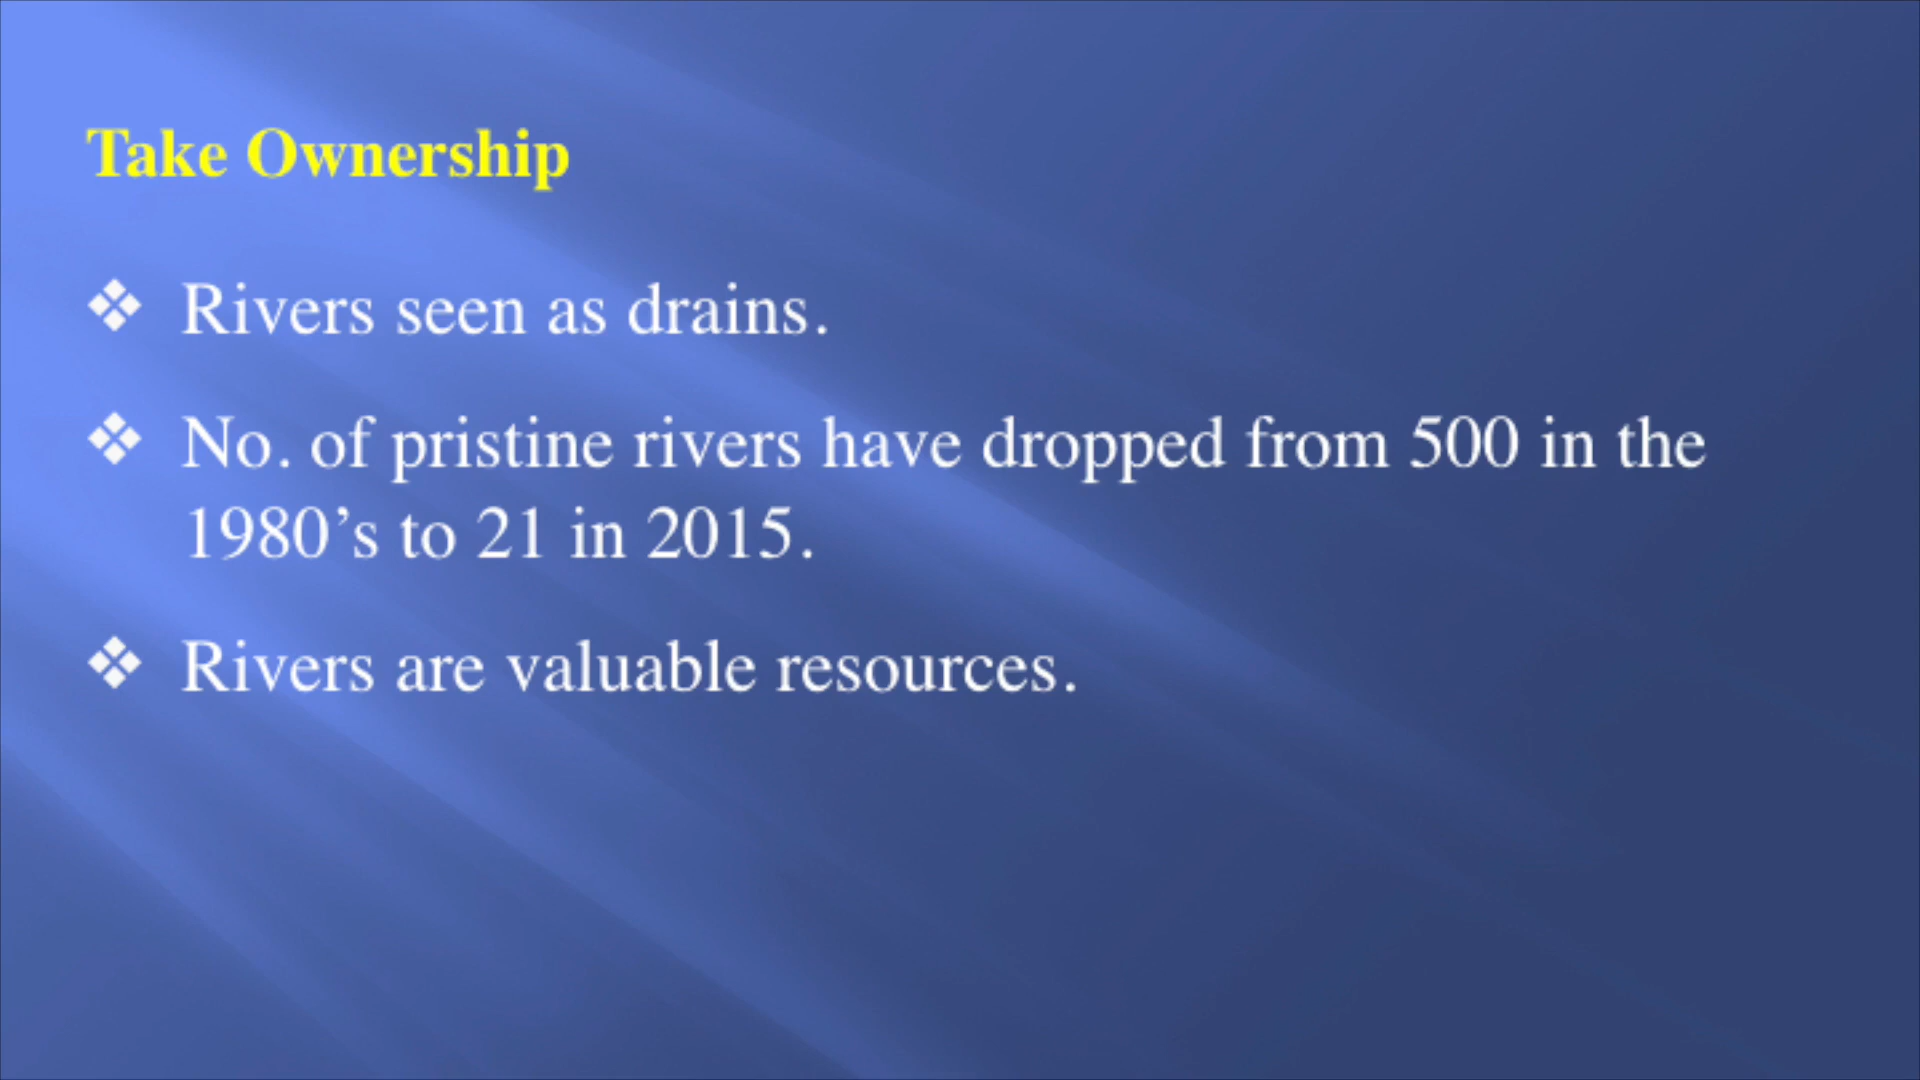 Take Ownership
❖ Rivers seen as drains.
❖ No. of pristine rivers have dropped from 500 in the
1980’s to 21 in 2015.
❖ Rivers are valuable resources.